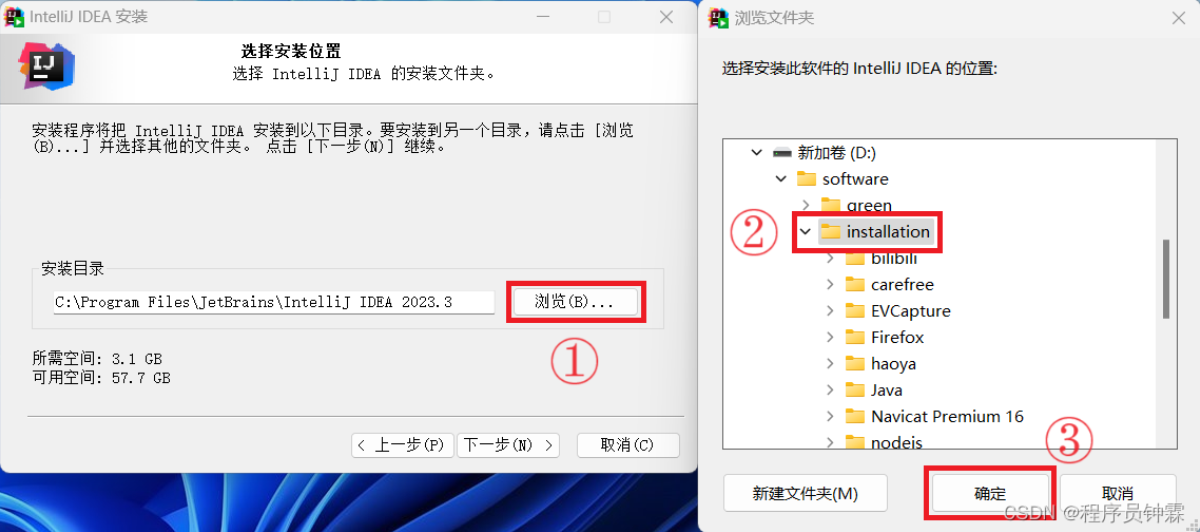 IntelliJ IDEA 安装
IJ
选择安装位置
选择 IntelliJ IDEA 的安装文件夹。
安装程序将把 IntelliJ IDEA 安装到以下目录。要安装到另一个目录，请点击 [浏览
(B)...] 并选择其他的文件夹。 点击 [下一步(N)] 继续。
安装目录
C:\Program Files\JetBrains\IntelliJ IDEA 2023.3
浏览(B)...
①
所需空间: 3.1 GB
可用空间: 57.7 GB
< 上一步(P)
下一步(N) >
取消(C)
浏览文件夹
选择安装此软件的 IntelliJ IDEA 的位置:
新加卷 (D:)
software
green
②
installation
bilibili
carefree
EVCapture
Firefox
haoya
Java
Navicat Premium 16
nodejs
③
新建文件夹(M)
确定
取消
CSDN @程序员钟霖